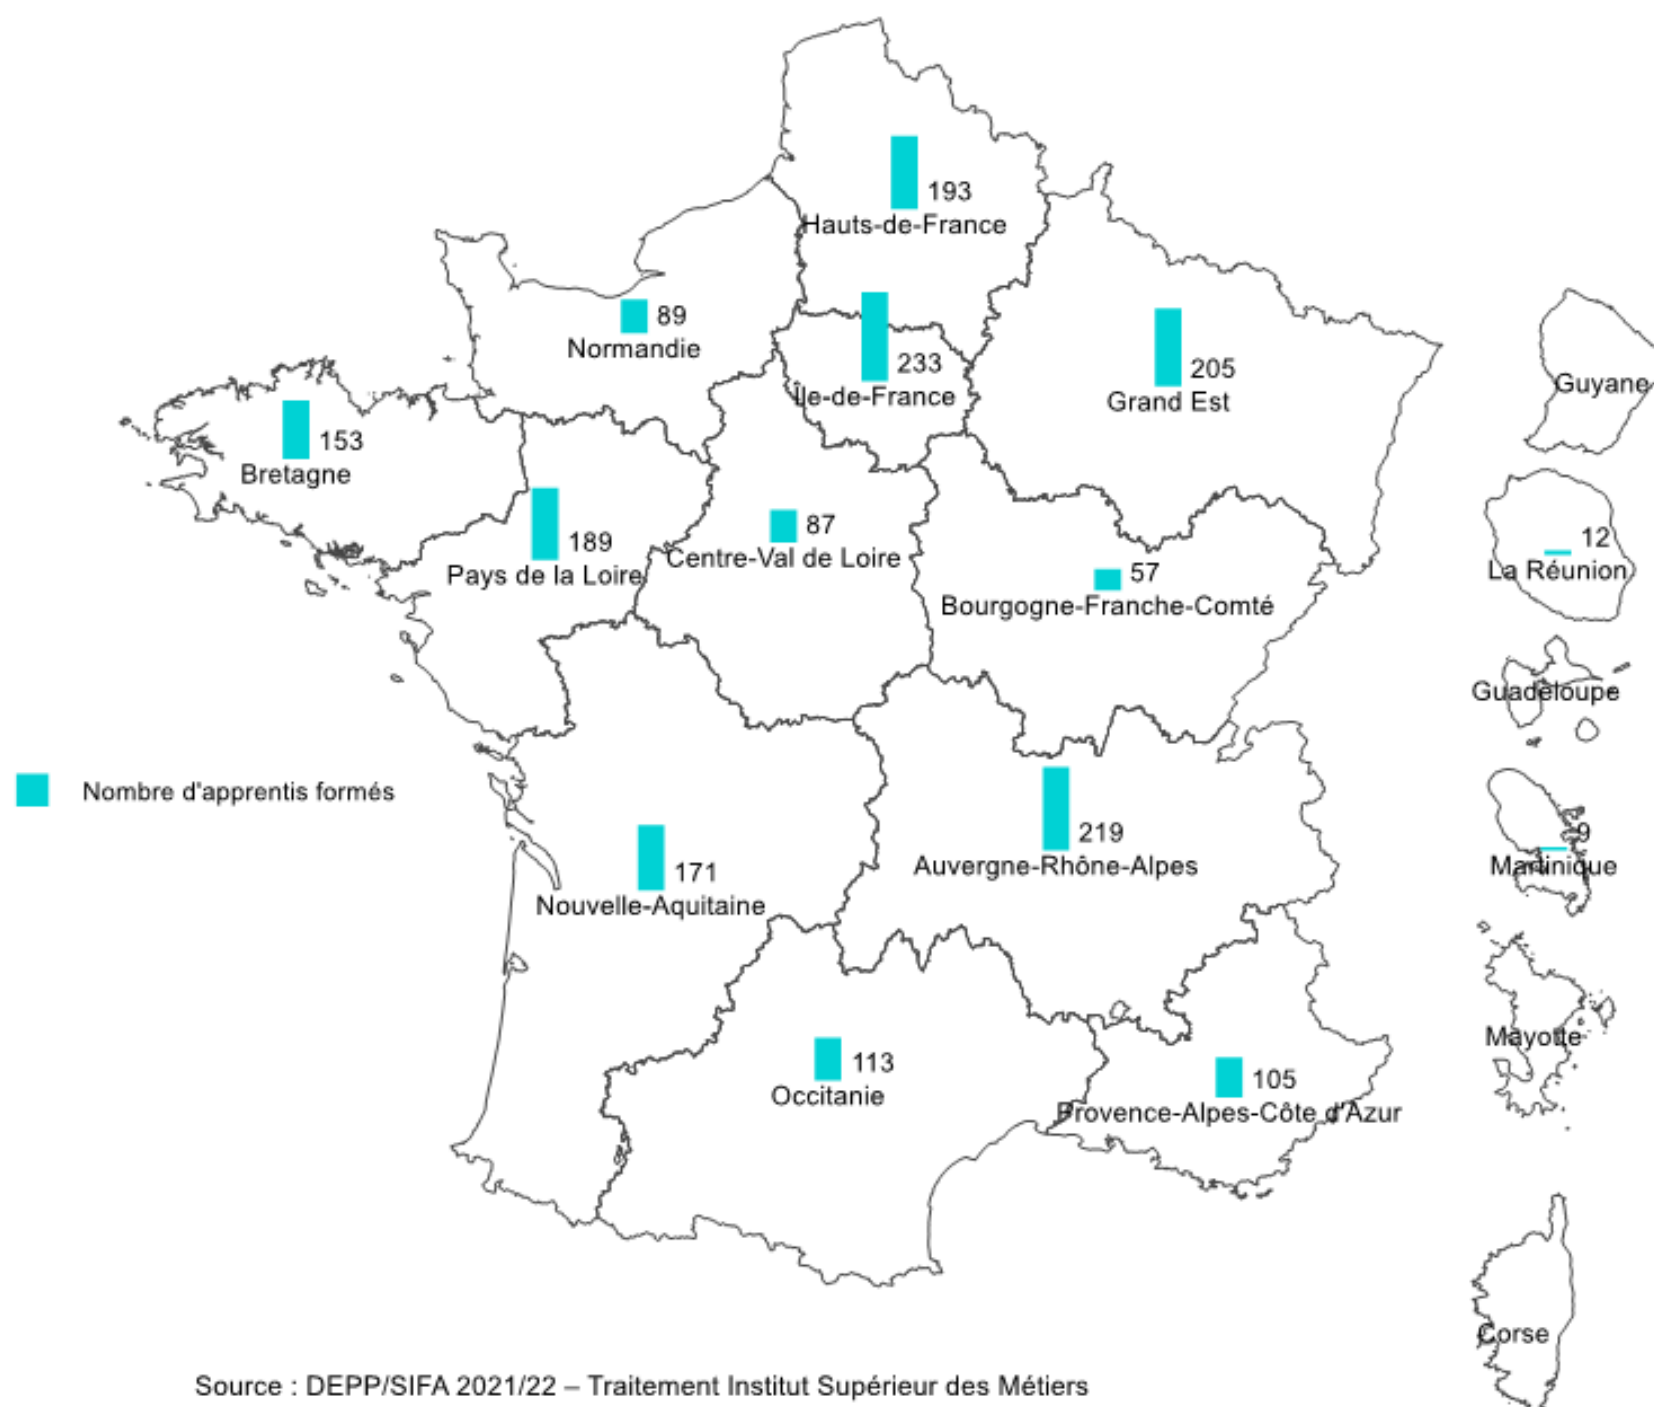 193
Hauts-de-France
89
Normandie
233
Île-de-France
205
Grand Est
Guyane
153
Bretagne
189
Pays de la Loire
87
Centre-Val de Loire
57
Bourgogne-Franche-Comté
12
La Réunion
Guadeloupe
Nombre d'apprentis formés
171
Nouvelle-Aquitaine
219
Auvergne-Rhône-Alpes
9
Martinique
113
Occitanie
105
Provence-Alpes-Côte d'Azur
Mayotte
Corse
Source : DEPP/SIFA 2021/22 – Traitement Institut Supérieur des Métiers